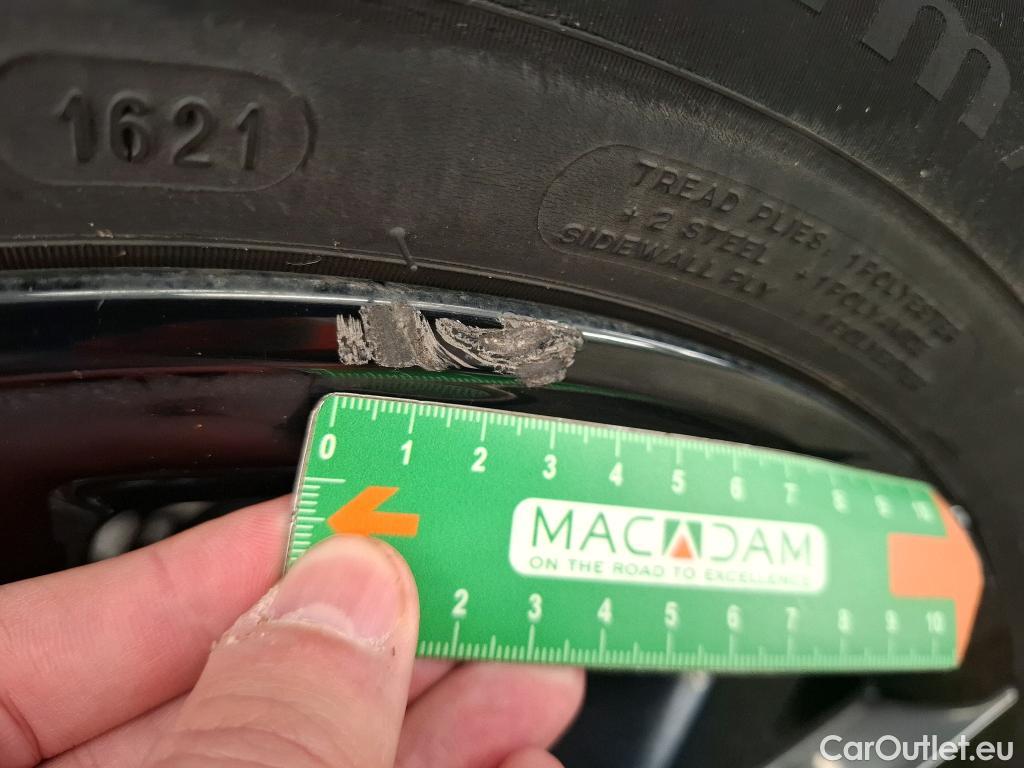 1621
TREAD PLIES: 1 POLYESTER
+ 2 STEEL + 1 POLYAMIDE
SIDEWALL PLY : 1 POLYESTER
0 1 2 3 4 5 6 7 8 9 10
MACADAM
ON THE ROAD TO EXCELLENCE
2 3 4 5 6 7 8 9 10
CarOutlet.eu